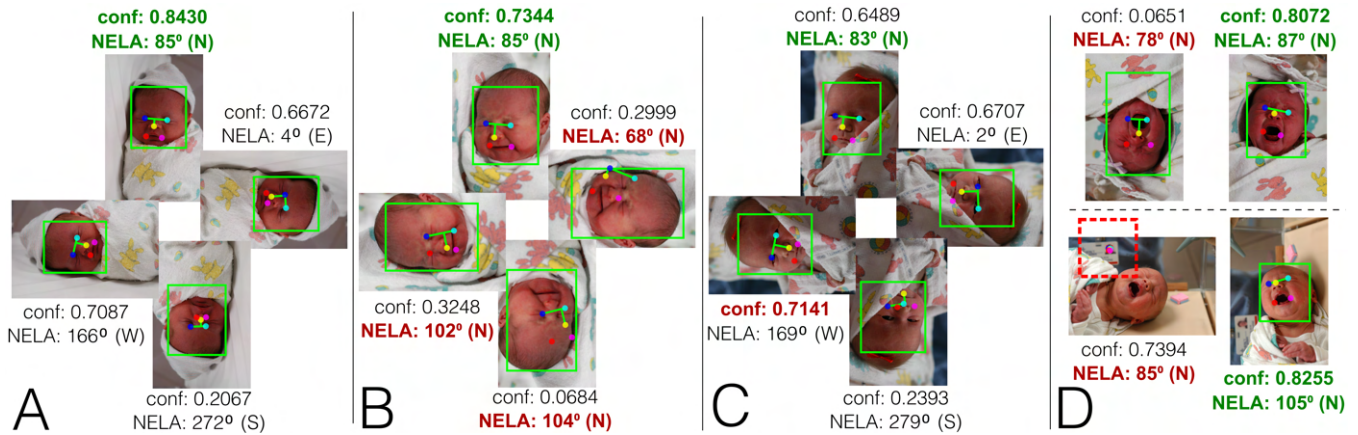 conf: 0.8430
NELA: 85º (N)
conf: 0.6672
NELA: 4º (E)
conf: 0.7087
NELA: 166º (W)
conf: 0.2067
NELA: 272º (S)
A
conf: 0.7344
NELA: 85º (N)
conf: 0.2999
NELA: 68º (N)
conf: 0.3248
NELA: 102º (N)
conf: 0.0684
NELA: 104º (N)
B
conf: 0.6489
NELA: 83º (N)
conf: 0.6707
NELA: 2º (E)
conf: 0.7141
NELA: 169º (W)
conf: 0.2393
NELA: 279º (S)
C
conf: 0.0651
NELA: 78º (N)
conf: 0.8072
NELA: 87º (N)
conf: 0.7394
NELA: 85º (N)
conf: 0.8255
NELA: 105º (N)
D